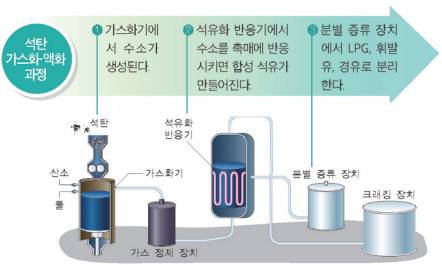 석탄
가스화·액화
과정
1 가스화기에
서 수소가
생성된다.
2 석유화 반응기에서
수소를 촉매에 반응
시키면 합성 석유가
만들어진다.
3 분별 증류 장치
에서 LPG, 휘발
유, 경유로 분리
한다.
석탄
산소
물
가스화기
가스 정제 장치
석유화
반응기
분별 증류 장치
크래킹 장치